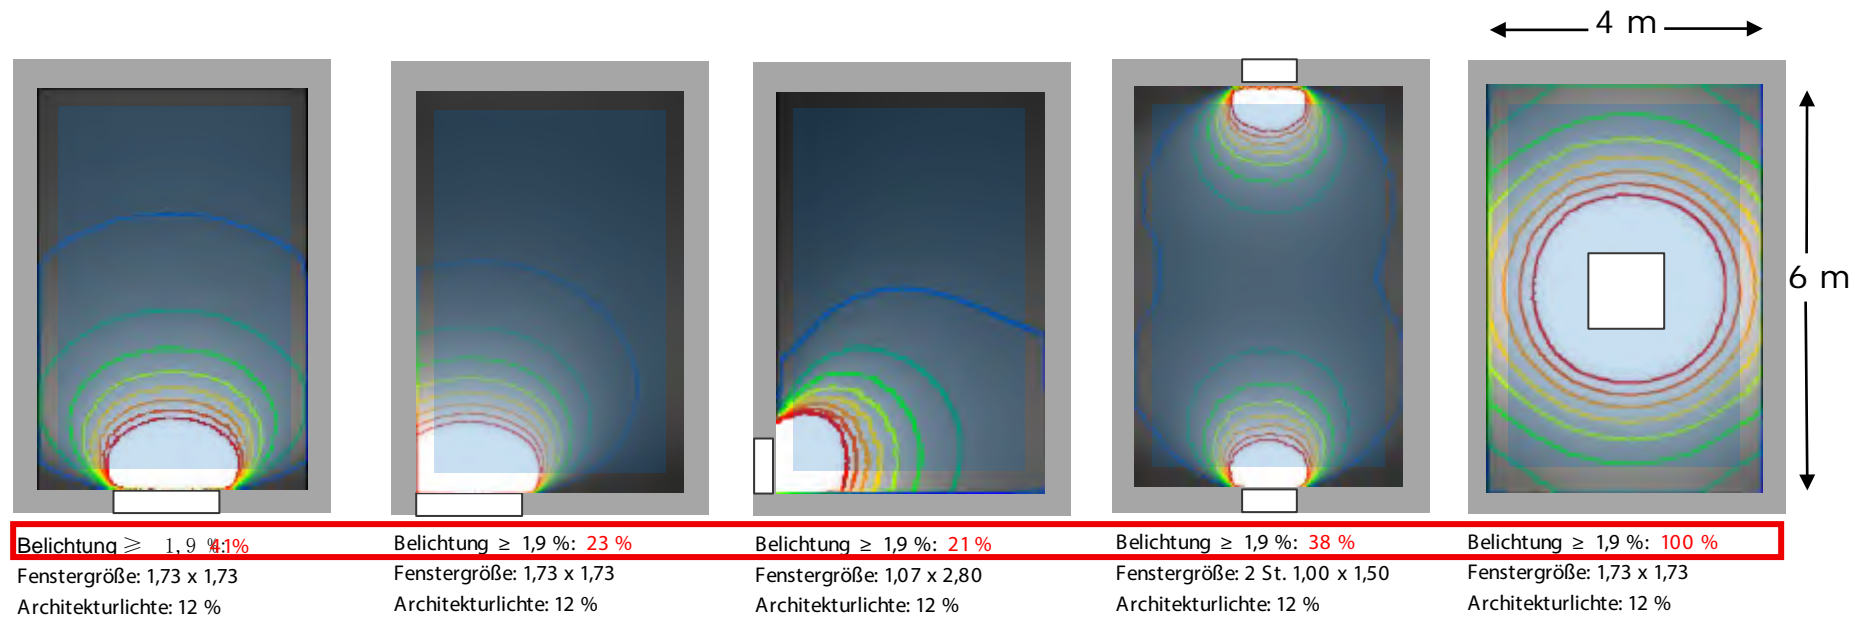 4 m
6 m
Belichtung ≥ 1,9 %: 41%
Fenstergröße: 1,73 x 1,73
Architekturlichte: 12 %
Belichtung ≥ 1,9 %: 23 %
Fenstergröße: 1,73 x 1,73
Architekturlichte: 12 %
Belichtung ≥ 1,9 %: 21 %
Fenstergröße: 1,07 x 2,80
Architekturlichte: 12 %
Belichtung ≥ 1,9 %: 38 %
Fenstergröße: 2 St. 1,00 x 1,50
Architekturlichte: 12 %
Belichtung ≥ 1,9 %: 100 %
Fenstergröße: 1,73 x 1,73
Architekturlichte: 12 %